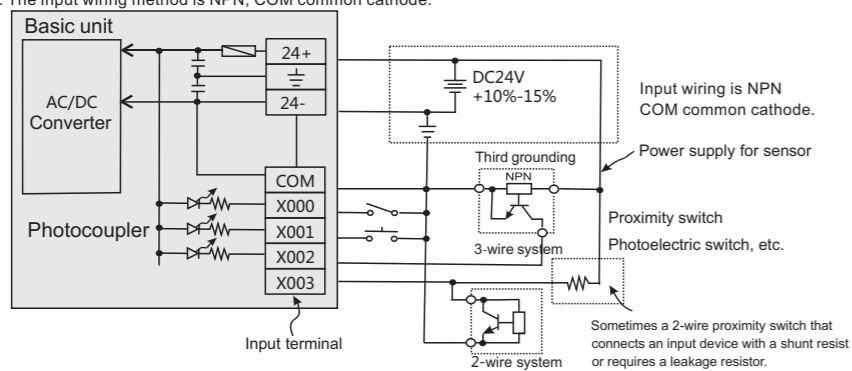 . The input wiring method is NPN, COM common cathode.
Basic unit
24+
24-
AC/DC
Converter
DC24V
+10%-15%
Input wiring is NPN
COM common cathode.
Power supply for sensor
Third grounding
NPN
COM
X000
X001
X002
X003
Photocoupler
3-wire system
Proximity switch
Photoelectric switch, etc.
Input terminal
2-wire system
Sometimes a 2-wire proximity switch that
connects an input device with a shunt resist
or requires a leakage resistor.